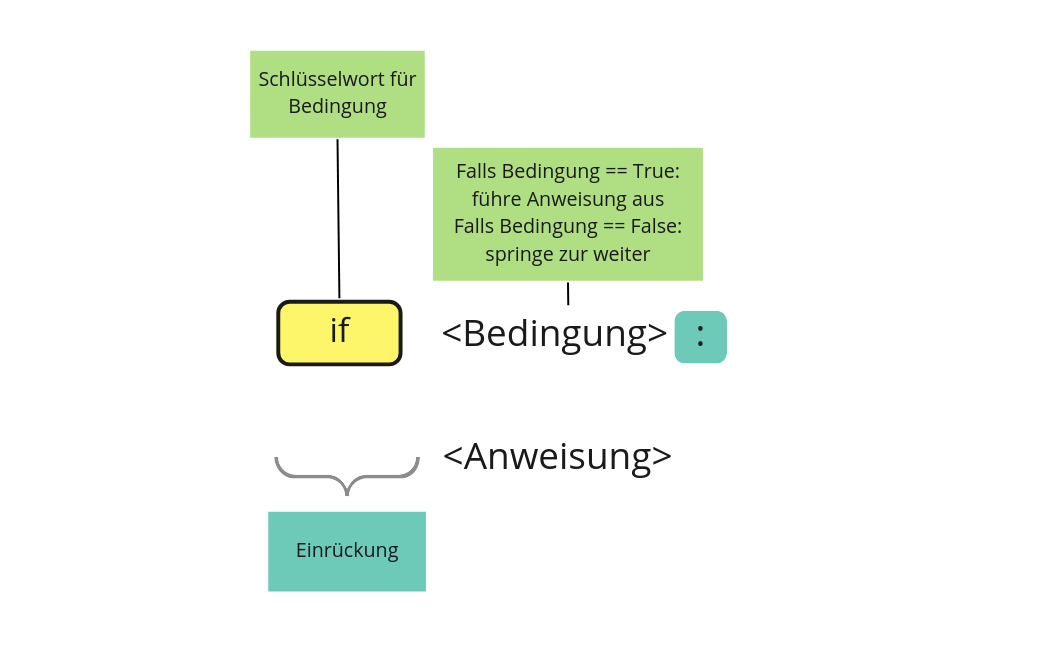 Schlüsselwort für
Bedingung
Falls Bedingung == True:
führe Anweisung aus
Falls Bedingung == False:
springe zur weiter
if <Bedingung> :
<Anweisung>
Einrückung